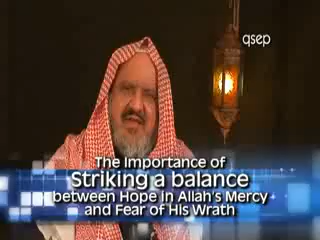 qsep
The Importance of
Striking a balance
between Hope in Allah's Mercy
and Fear of His Wrath